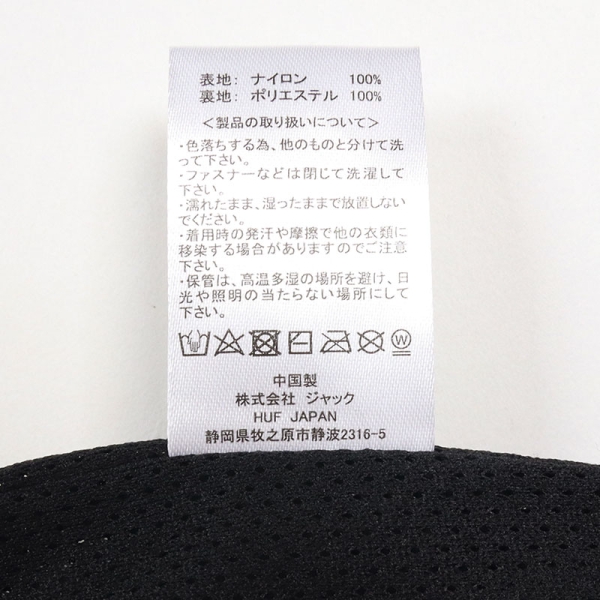 表地: ナイロン 100%
裏地: ポリエステル 100%
<製品の取り扱いについて>
・色落ちする為、他のものと分けて洗
って下さい。
・ファスナーなどは閉じて洗濯して
下さい。
・濡れたまま、湿ったままで放置しない
でください。
・着用時の発汗や摩擦で他の衣類に
移染する場合がありますのでご注意
下さい。
・保管は、高温多湿の場所を避け、日
光や照明の当たらない場所にして
下さい。
W
中国製
株式会社 ジャック
HUF JAPAN
静岡県牧之原市静波2316-5